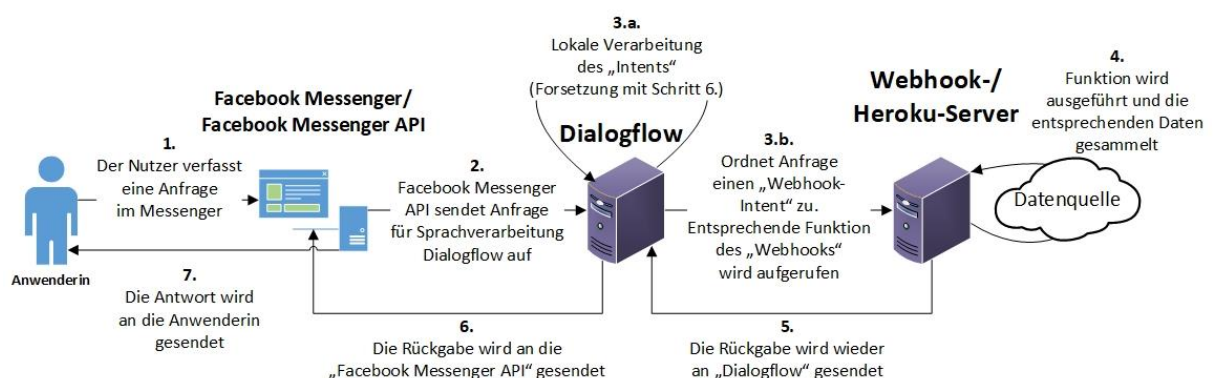 Facebook Messenger/
Facebook Messenger API
Anwenderin
1.
Der Nutzer verfasst
eine Anfrage
im Messenger
2.
Facebook Messenger
API sendet Anfrage
für Sprachverarbeitung
Dialogflow auf
3.a.
Lokale Verarbeitung
des „Intents“
(Forsetzung mit Schritt 6.)
Dialogflow
3.b.
Ordnet Anfrage
einen „Webhook-
Intent“ zu.
Entsprechende Funktion
des „Webhooks“
wird aufgerufen
Webhook-/
Heroku-Server
4.
Funktion wird
ausgeführt und die
entsprechenden Daten
gesammelt
Datenquelle
5.
Die Rückgabe wird wieder
an „Dialogflow“ gesendet
6.
Die Rückgabe wird an die
„Facebook Messenger API“ gesendet
7.
Die Antwort wird
an die Anwenderin
gesendet